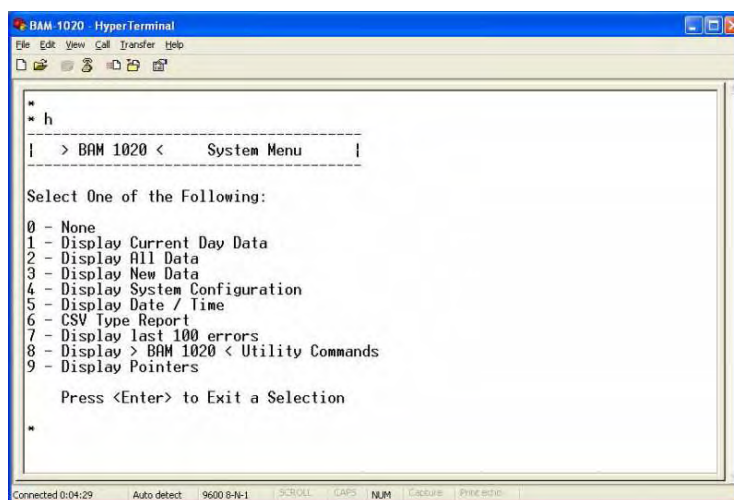 BAM-1020 - HyperTerminal
File Edit View Call Transfer Help
*
* h
----------------------------------------
| > BAM 1020 < System Menu |
----------------------------------------
Select One of the Following:
0 - None
1 - Display Current Day Data
2 - Display All Data
3 - Display New Data
4 - Display System Configuration
5 - Display Date / Time
6 - CSV Type Report
7 - Display last 100 errors
8 - Display > BAM 1020 < Utility Commands
9 - Display Pointers
Press <Enter> to Exit a Selection
*
Connected 0:04:29 Auto detect 9600 8-N-1 SCROLL CAPS NUM Capture Print echo